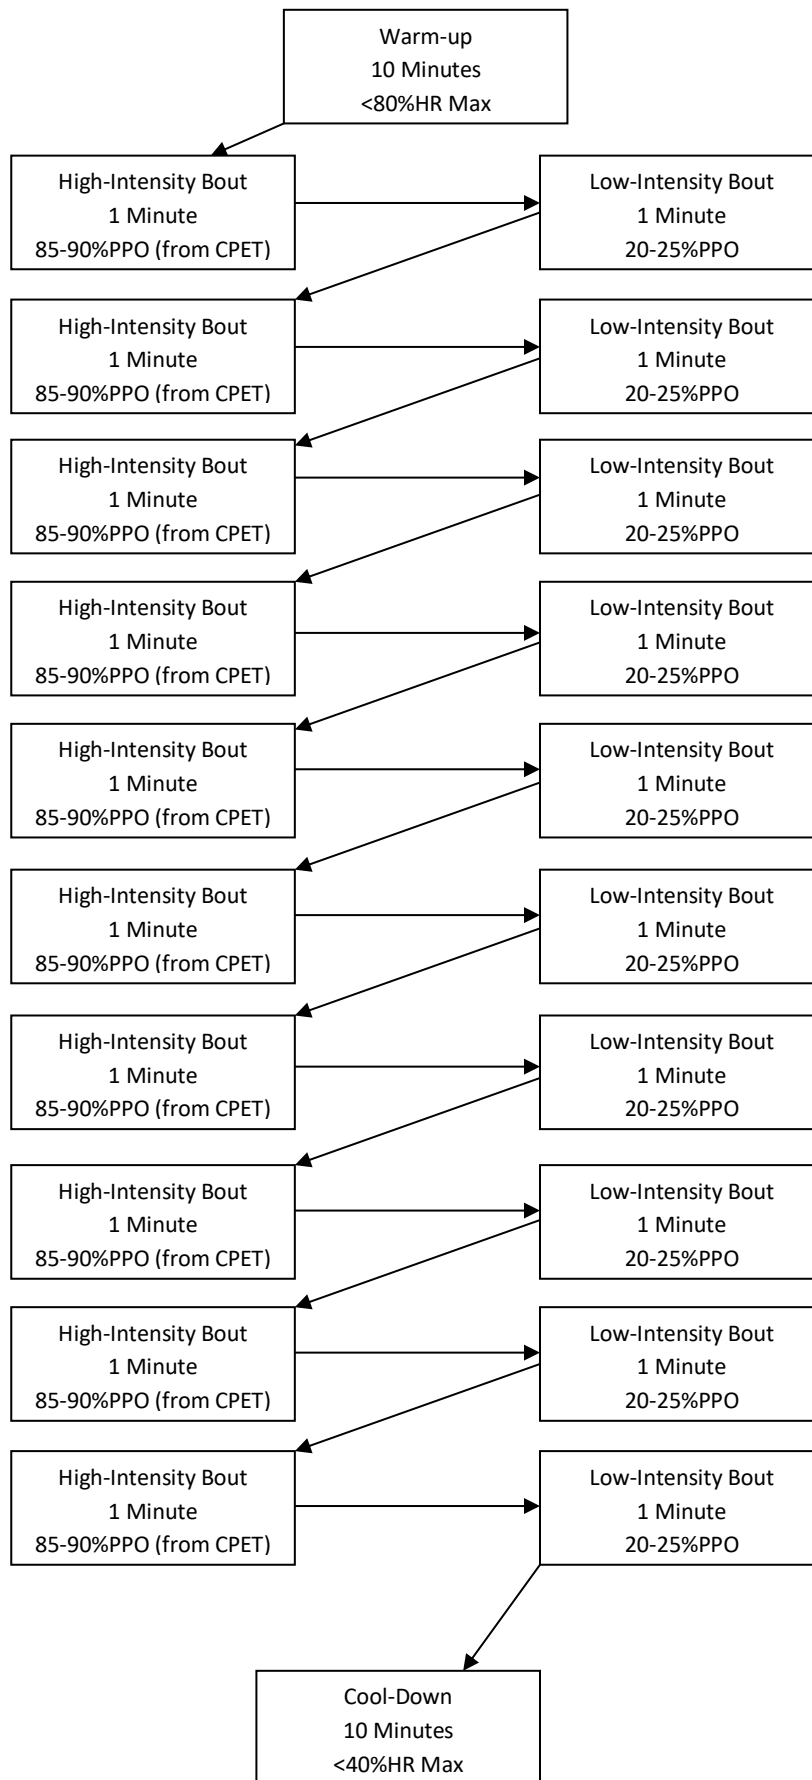 Warm-up
10 Minutes
<80%HR Max
High-Intensity Bout
1 Minute
85-90%PPO (from CPET)
Low-Intensity Bout
1 Minute
20-25%PPO
High-Intensity Bout
1 Minute
85-90%PPO (from CPET)
Low-Intensity Bout
1 Minute
20-25%PPO
High-Intensity Bout
1 Minute
85-90%PPO (from CPET)
Low-Intensity Bout
1 Minute
20-25%PPO
High-Intensity Bout
1 Minute
85-90%PPO (from CPET)
Low-Intensity Bout
1 Minute
20-25%PPO
High-Intensity Bout
1 Minute
85-90%PPO (from CPET)
Low-Intensity Bout
1 Minute
20-25%PPO
High-Intensity Bout
1 Minute
85-90%PPO (from CPET)
Low-Intensity Bout
1 Minute
20-25%PPO
High-Intensity Bout
1 Minute
85-90%PPO (from CPET)
Low-Intensity Bout
1 Minute
20-25%PPO
High-Intensity Bout
1 Minute
85-90%PPO (from CPET)
Low-Intensity Bout
1 Minute
20-25%PPO
High-Intensity Bout
1 Minute
85-90%PPO (from CPET)
Low-Intensity Bout
1 Minute
20-25%PPO
High-Intensity Bout
1 Minute
85-90%PPO (from CPET)
Low-Intensity Bout
1 Minute
20-25%PPO
Cool-Down
10 Minutes
<40%HR Max